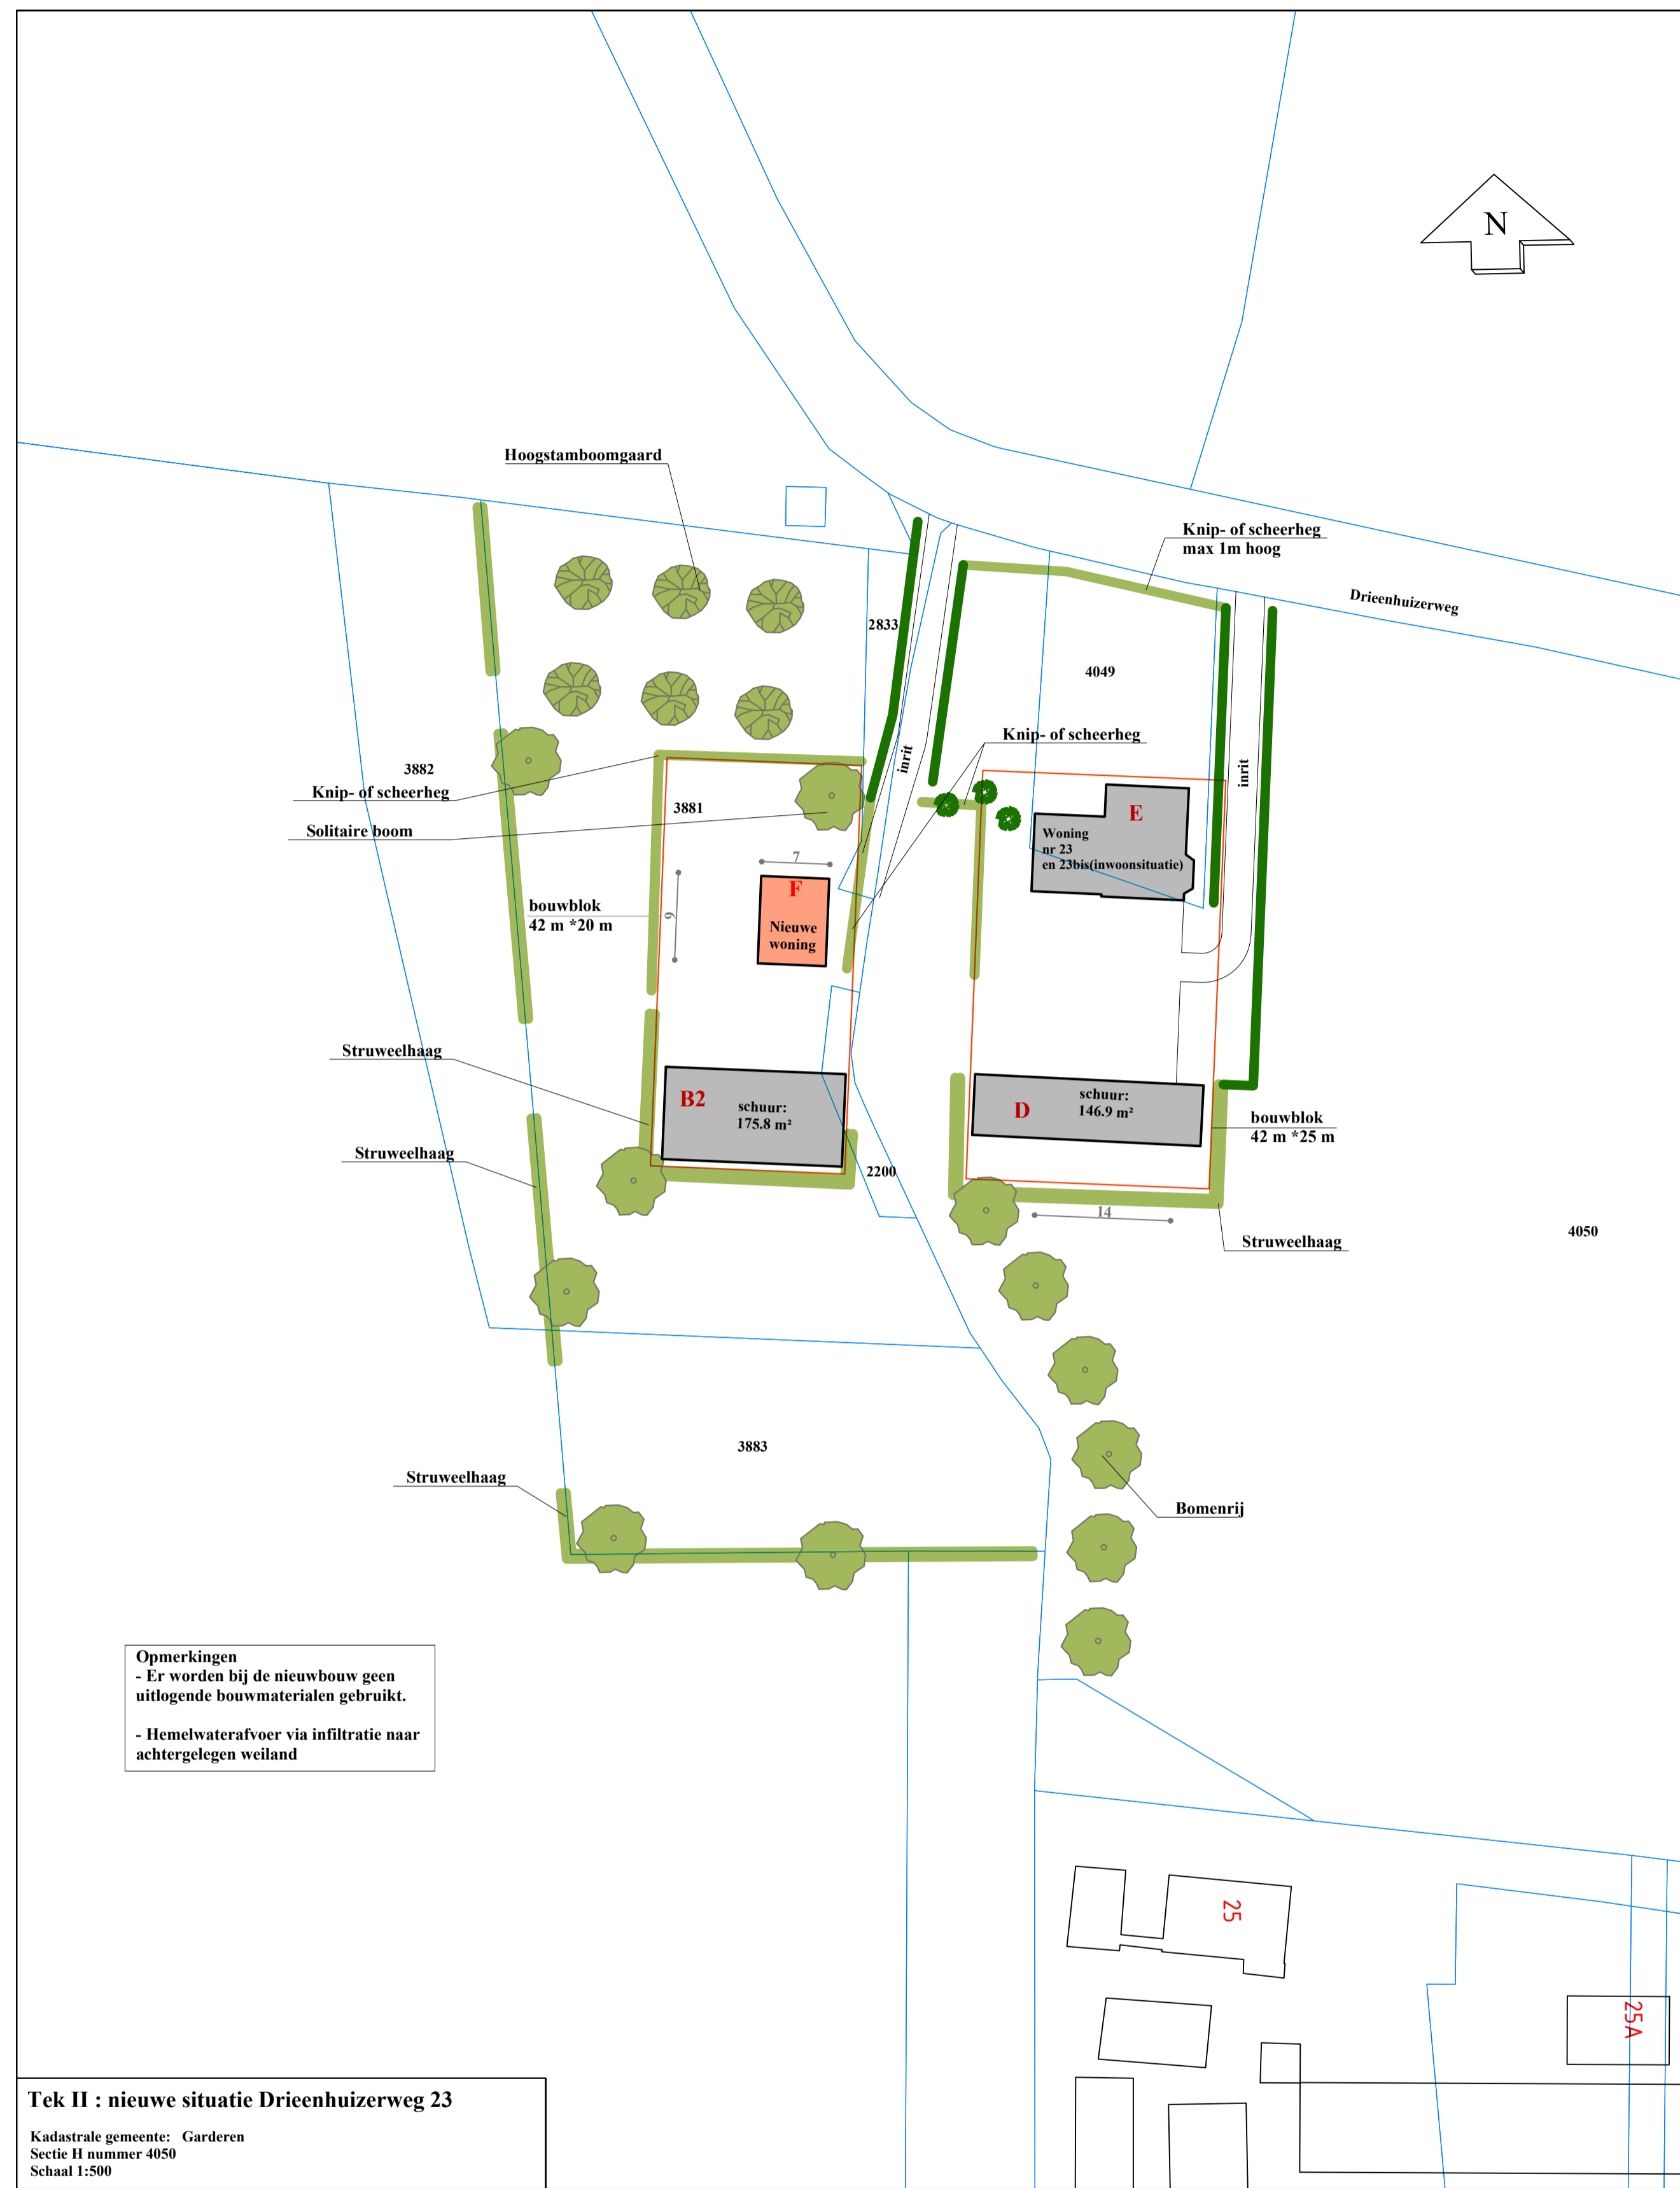 N
Hoogstamboomgaard
Knip- of scheerheg
max 1m hoog
Drieenhuizerweg
2833
4049
Knip- of scheerheg
inrit
inrit
3882
Knip- of scheerheg
3881
Solitaire boom
E
Woning
nr 23
en 23bis(inwoonsituatie)
7
9
F
Nieuwe
woning
bouwblok
42 m *20 m
Struweelhaag
B2
schuur:
175.8 m²
D
schuur:
146.9 m²
bouwblok
42 m *25 m
Struweelhaag
2200
14
Struweelhaag
4050
3883
Struweelhaag
Bomenrij
Opmerkingen
- Er worden bij de nieuwbouw geen
uitlogende bouwmaterialen gebruikt.
- Hemelwaterafvoer via infiltratie naar
achtergelegen weiland
25
25A
Tek II : nieuwe situatie Drieenhuizerweg 23
Kadastrale gemeente: Garderen
Sectie H nummer 4050
Schaal 1:500